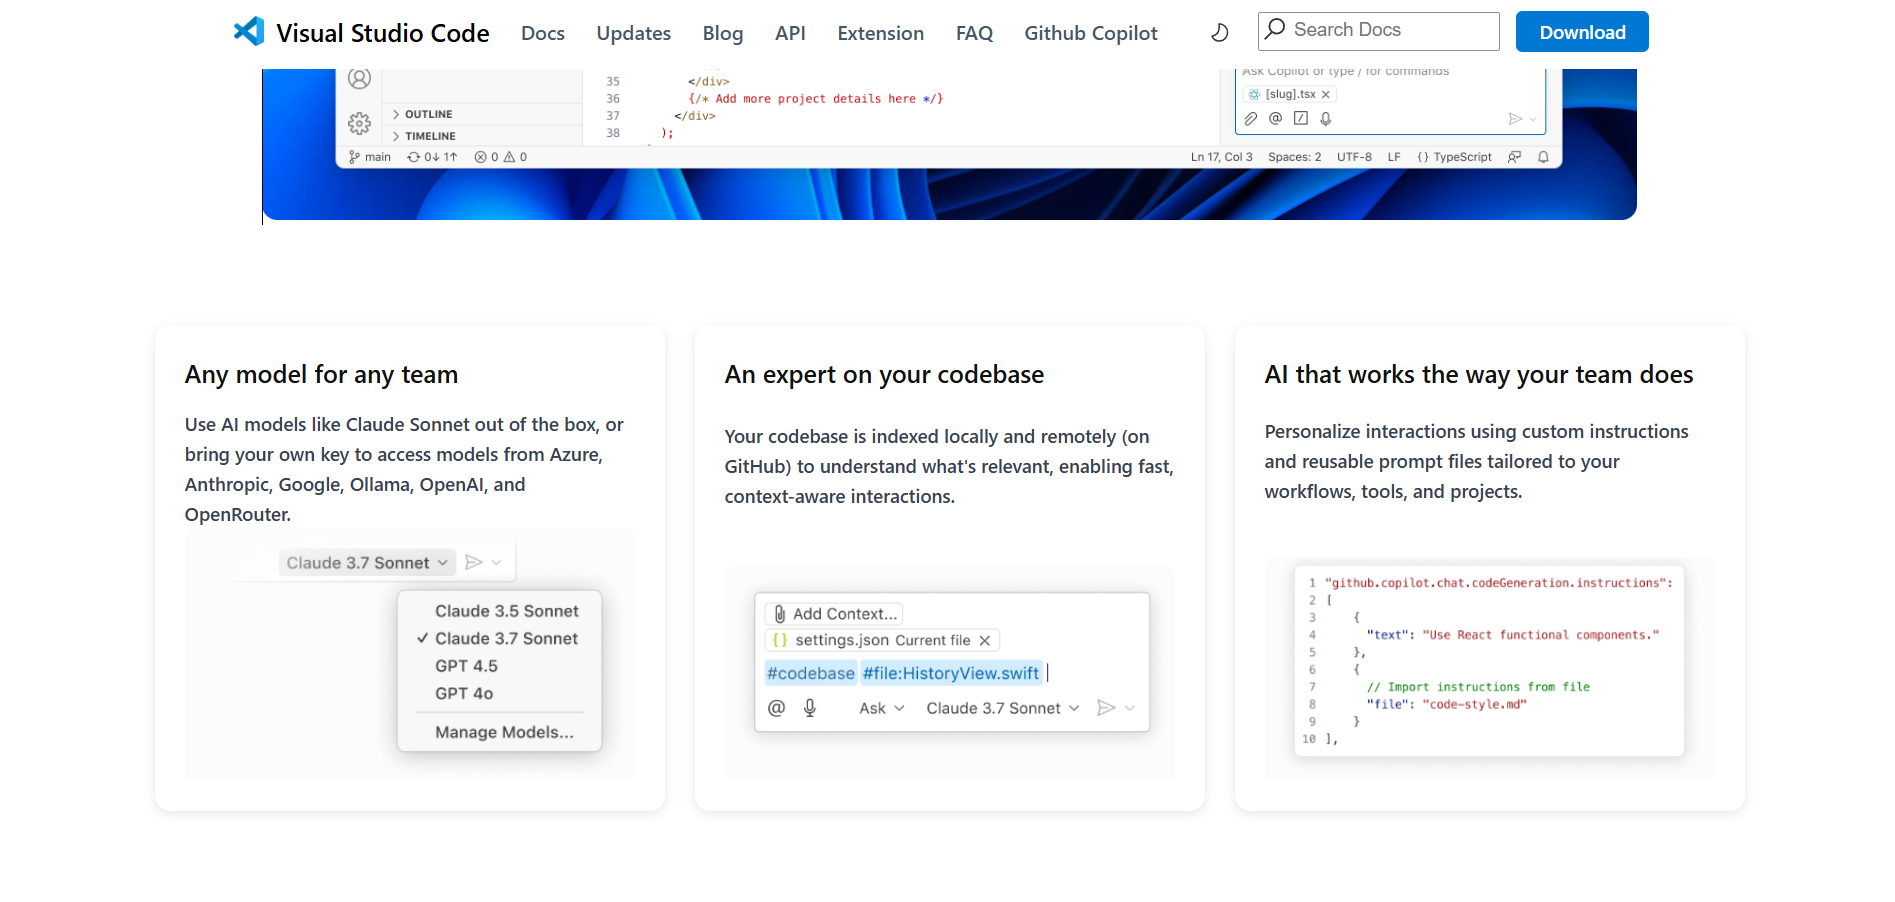 Visual Studio Code Docs Updates Blog API Extension FAQ Github Copilot Search Docs Download
35 </div>
36 {/* Add more project details here */}
37 </div>
38 );
OUTLINE
TIMELINE
Ask Copilot or type / for commands
[slug].tsx
main 0↓ 1↑ 0 0 Ln 17, Col 3 Spaces: 2 UTF-8 LF {} TypeScript
Any model for any team
Use AI models like Claude Sonnet out of the box, or
bring your own key to access models from Azure,
Anthropic, Google, Ollama, OpenAI, and
OpenRouter.
Claude 3.7 Sonnet
Claude 3.5 Sonnet
✓ Claude 3.7 Sonnet
GPT 4.5
GPT 4o
Manage Models...
An expert on your codebase
Your codebase is indexed locally and remotely (on
GitHub) to understand what's relevant, enabling fast,
context-aware interactions.
Add Context...
{} settings.json Current file
#codebase #file:HistoryView.swift
@ Ask Claude 3.7 Sonnet
AI that works the way your team does
Personalize interactions using custom instructions
and reusable prompt files tailored to your
workflows, tools, and projects.
1 "github.copilot.chat.codeGeneration.instructions":
2 [
3 {
4 "text": "Use React functional components."
5 },
6 {
7 // Import instructions from file
8 "file": "code-style.md"
9 }
10 ],